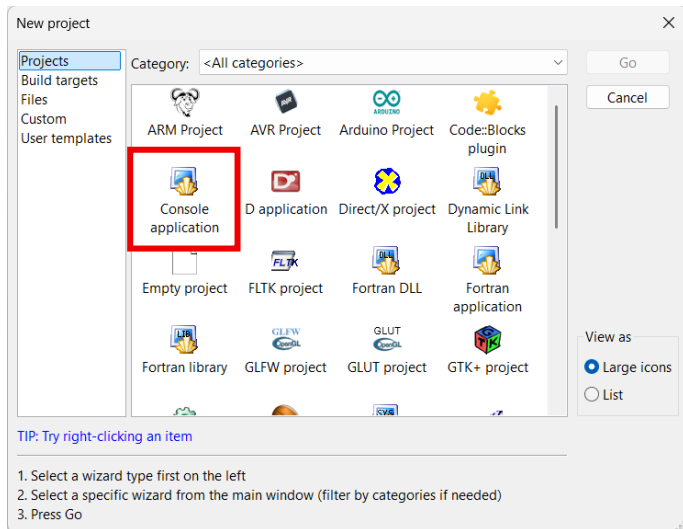 New project
Projects
Build targets
Files
Custom
User templates
Category: <All categories>
Go
Cancel
AVR
ARDUINO
ARM Project AVR Project Arduino Project Code::Blocks
plugin
DLL
Console D application Direct/X project Dynamic Link
application Library
FLTK
DLL
Empty project FLTK project Fortran DLL Fortran
application
LIB
GLFW
OpenGL
GLUT
OpenGL
GTK
Fortran library GLFW project GLUT project GTK+ project
SYS
View as
Large icons
List
TIP: Try right-clicking an item
1. Select a wizard type first on the left
2. Select a specific wizard from the main window (filter by categories if needed)
3. Press Go